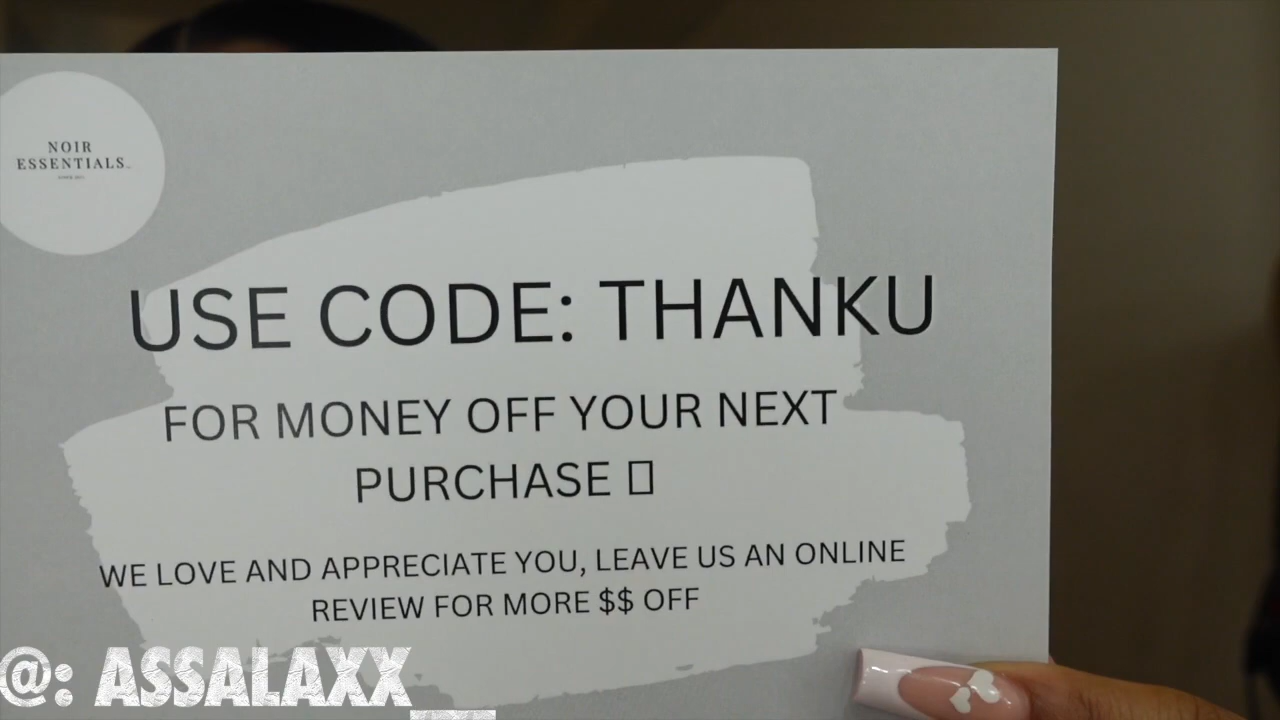 NOIR
ESSENTIALS
USE CODE: THANKU
FOR MONEY OFF YOUR NEXT
PURCHASE
WE LOVE AND APPRECIATE YOU, LEAVE US AN ONLINE
REVIEW FOR MORE $$ OFF
@: ASSALAXX__